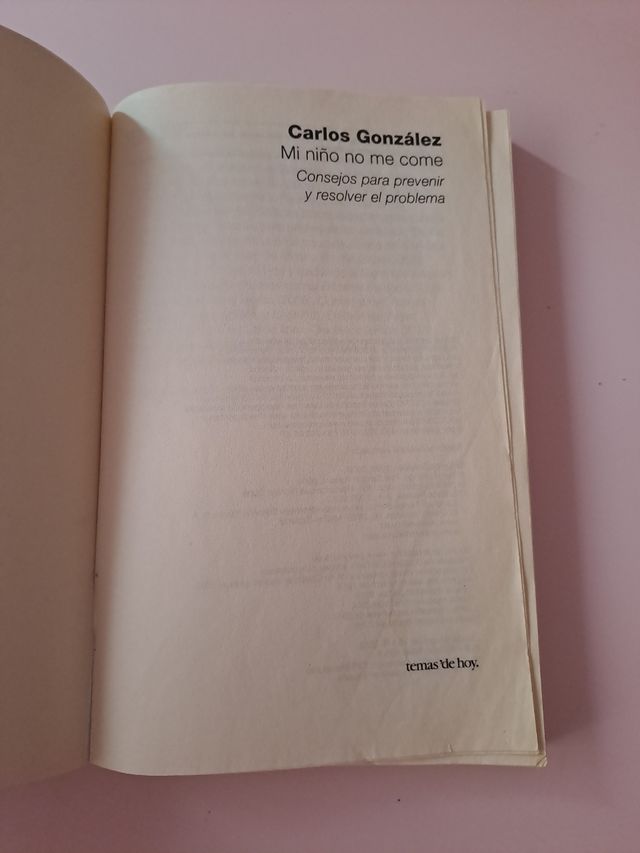 Carlos González
Mi niño no me come
Consejos para prevenir
y resolver el problema
temas'de hoy.